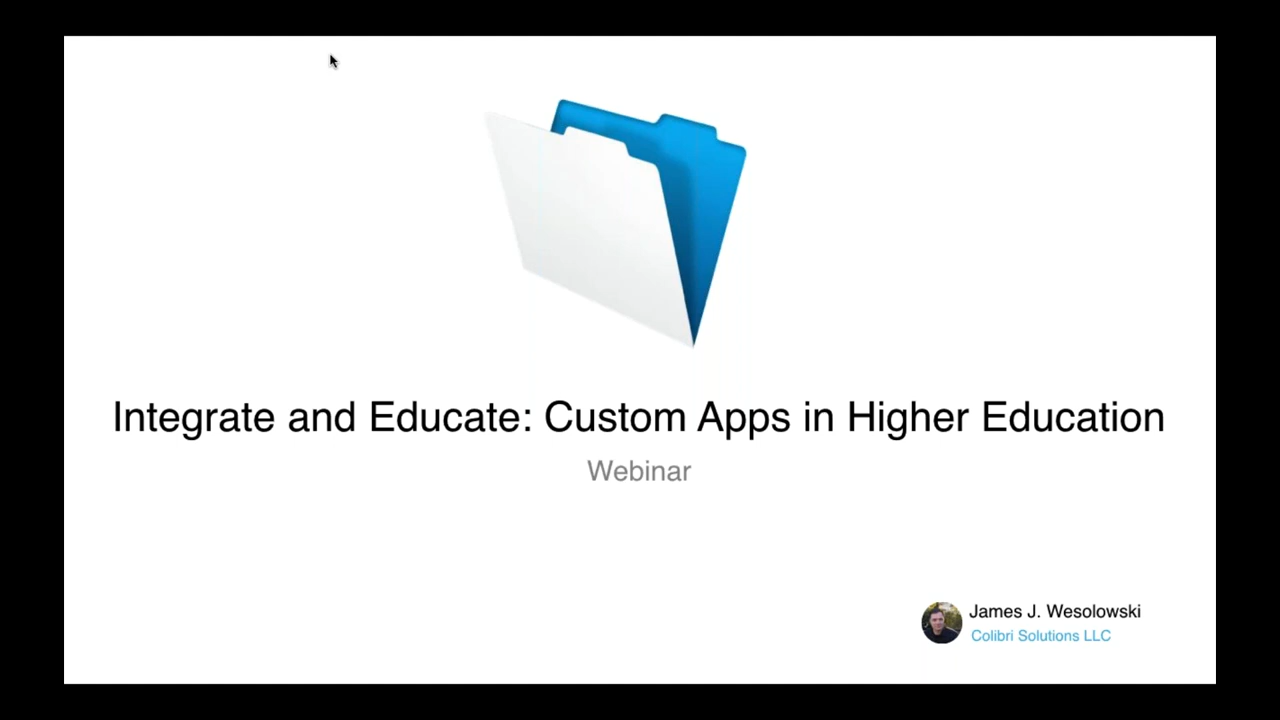 Integrate and Educate: Custom Apps in Higher Education
Webinar
James J. Wesolowski
Colibri Solutions LLC